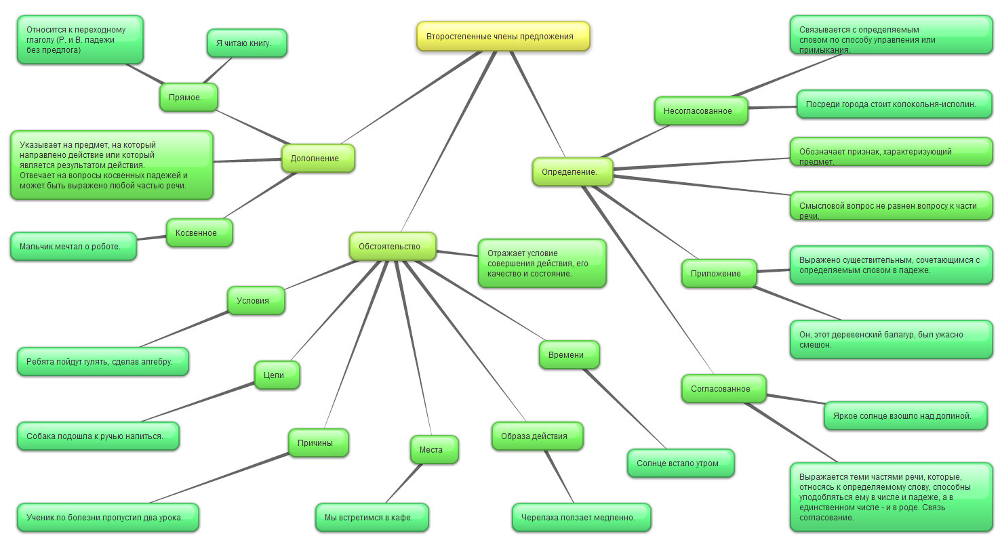 Второстепенные члены предложения
Относится к переходному
глаголу (Р. и В. падежи
без предлога)
Я читаю книгу.
Прямое.
Дополнение
Указывает на предмет, на который
направлено действие или который
является результатом действия.
Отвечает на вопросы косвенных падежей и
может быть выражено любой частью речи.
Косвенное
Мальчик мечтал о роботе.
Обстоятельство
Отражает условие
совершения действия, его
качество и состояние.
Условия
Ребята пойдут гулять, сделав алгебру.
Цели
Собака подошла к ручью напиться.
Причины
Ученик по болезни пропустил два урока.
Места
Мы встретимся в кафе.
Образа действия
Черепаха ползает медленно.
Времени
Солнце встало утром
Определение.
Несогласованное
Связывается с определяемым
словом по способу управления или
примыкания.
Посреди города стоит колокольня-исполин.
Обозначает признак, характеризующий
предмет.
Смысловой вопрос не равнен вопросу к части
речи.
Приложение
Выражено существительным, сочетающимся с
определяемым словом в падеже.
Он, этот деревенский балагур, был ужасно
смешон.
Согласованное
Яркое солнце взошло над долиной.
Выражается теми частями речи, которые,
относясь к определяемому слову, способны
уподобляться ему в числе и падеже, а в
единственном числе - и в роде. Связь
согласование.